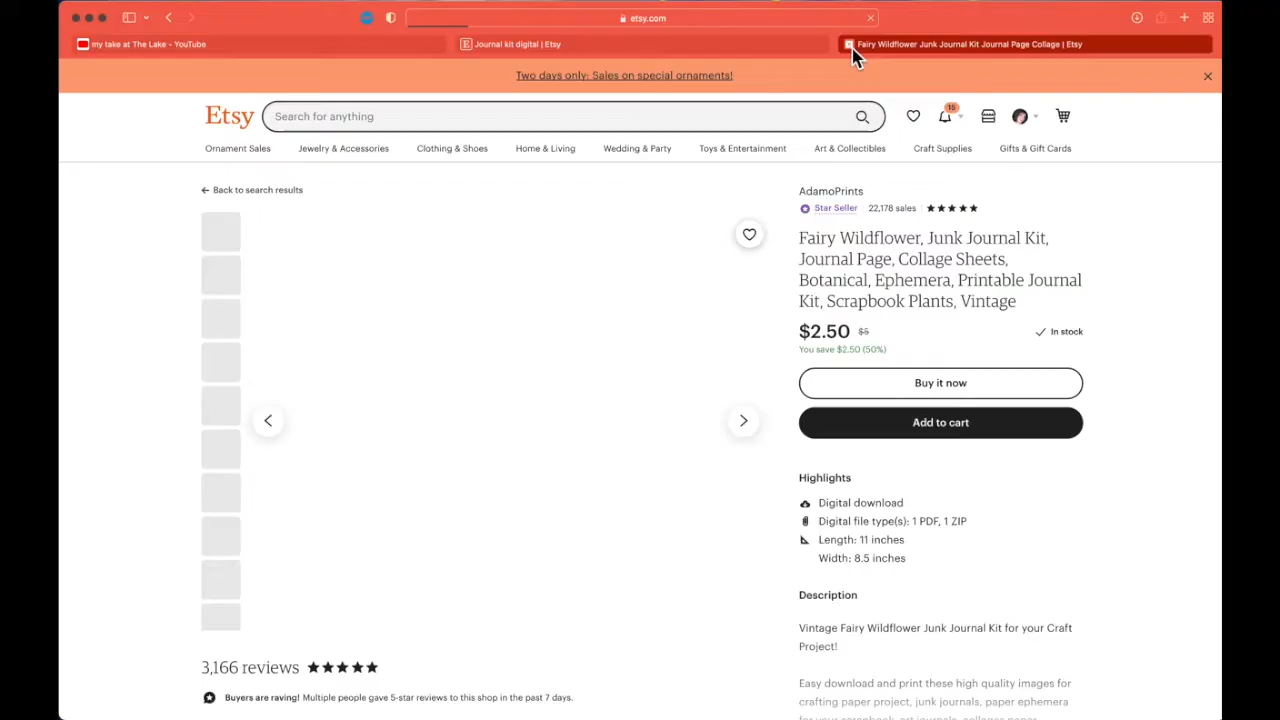 etsy.com
my take at The Lake - YouTube
Journal kit digital | Etsy
Fairy Wildflower Junk Journal Kit Journal Page Collage | Etsy
Two days only: Sales on special ornaments!
Etsy
Search for anything
15
Ornament Sales
Jewelry & Accessories
Clothing & Shoes
Home & Living
Wedding & Party
Toys & Entertainment
Art & Collectibles
Craft Supplies
Gifts & Gift Cards
Back to search results
AdamoPrints
Star Seller
22,178 sales
Fairy Wildflower, Junk Journal Kit,
Journal Page, Collage Sheets,
Botanical, Ephemera, Printable Journal
Kit, Scrapbook Plants, Vintage
$2.50 $5
In stock
You save $2.50 (50%)
Buy it now
Add to cart
Highlights
Digital download
Digital file type(s): 1 PDF, 1 ZIP
Length: 11 inches
Width: 8.5 inches
Description
Vintage Fairy Wildflower Junk Journal Kit for your Craft
Project!
Easy download and print these high quality images for
crafting paper project, junk journals, paper ephemera
for your scrapbook, art journals, collages paper
3,166 reviews
Buyers are raving! Multiple people gave 5-star reviews to this shop in the past 7 days.